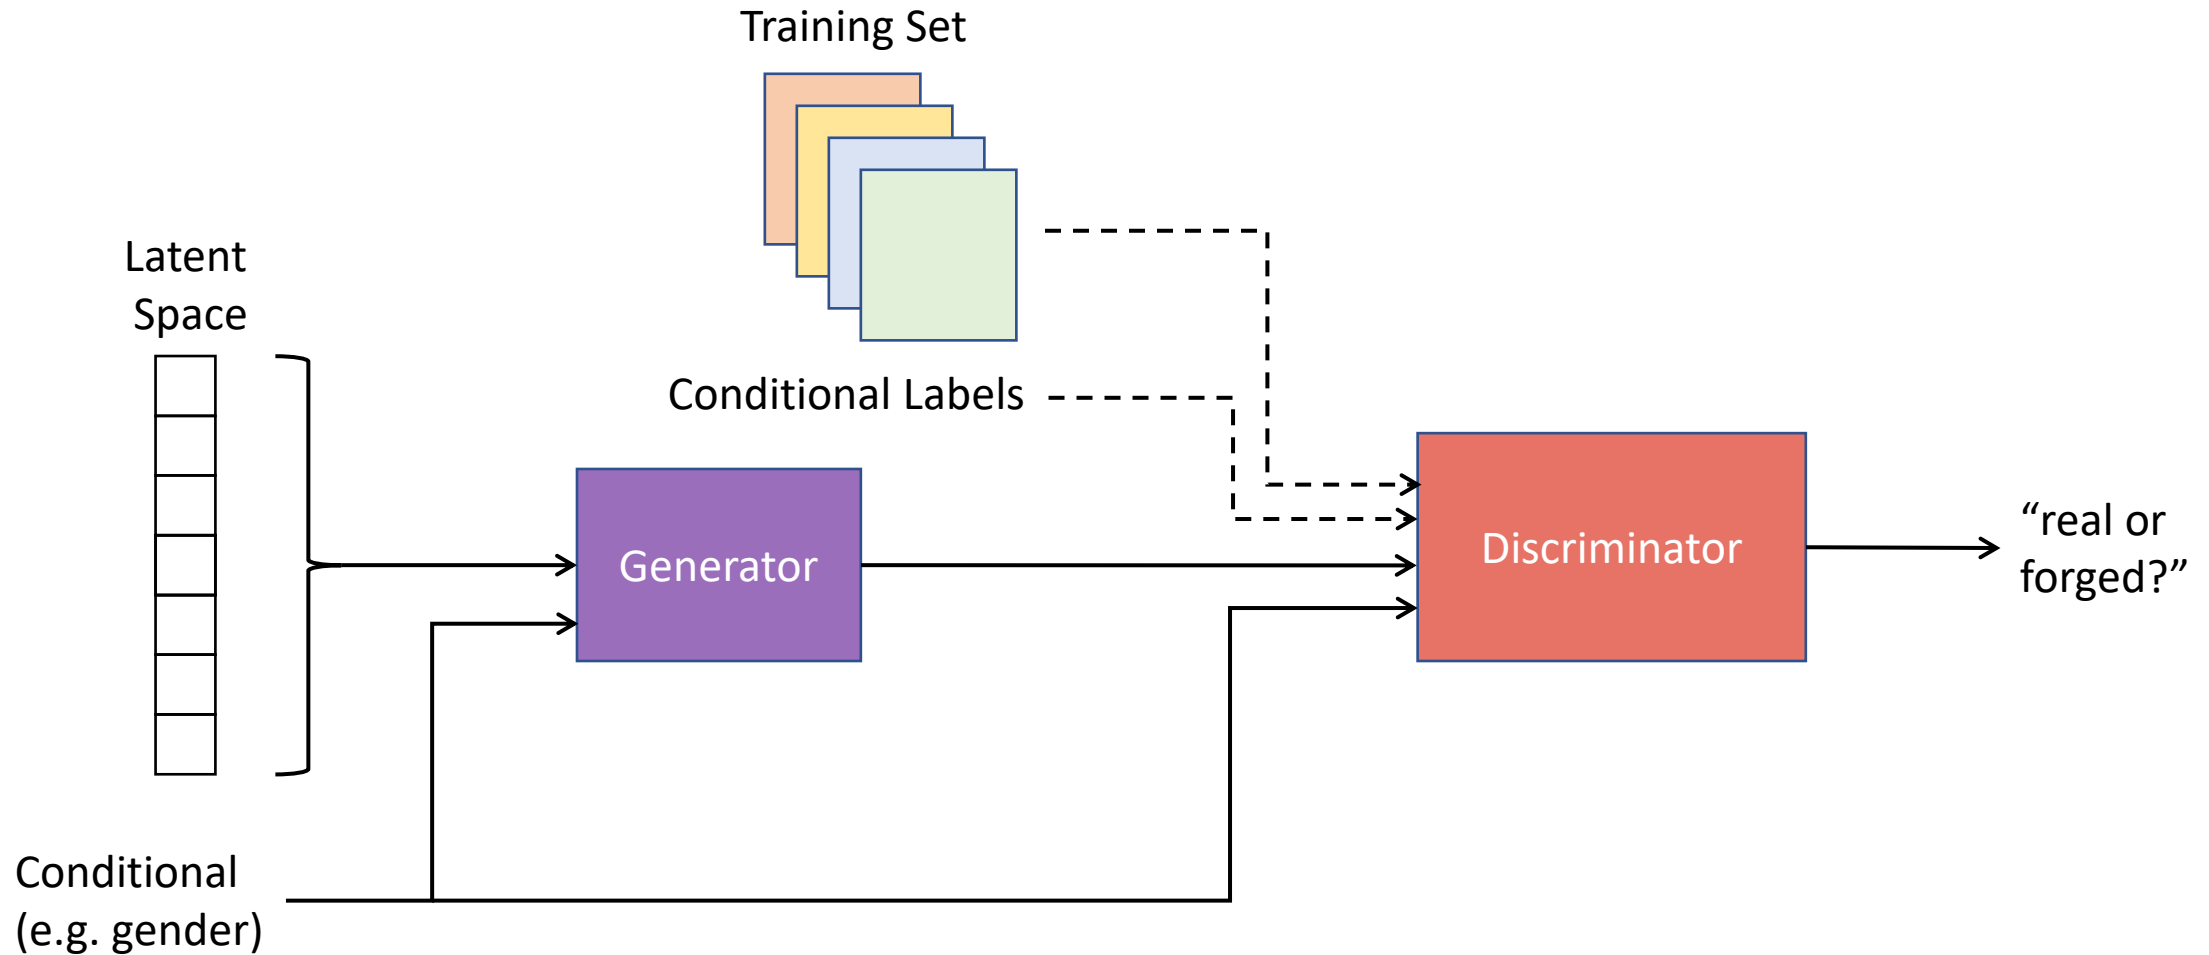 Training Set
Latent
Space
Conditional Labels
Generator
Discriminator
“real or
forged?”
Conditional
(e.g. gender)